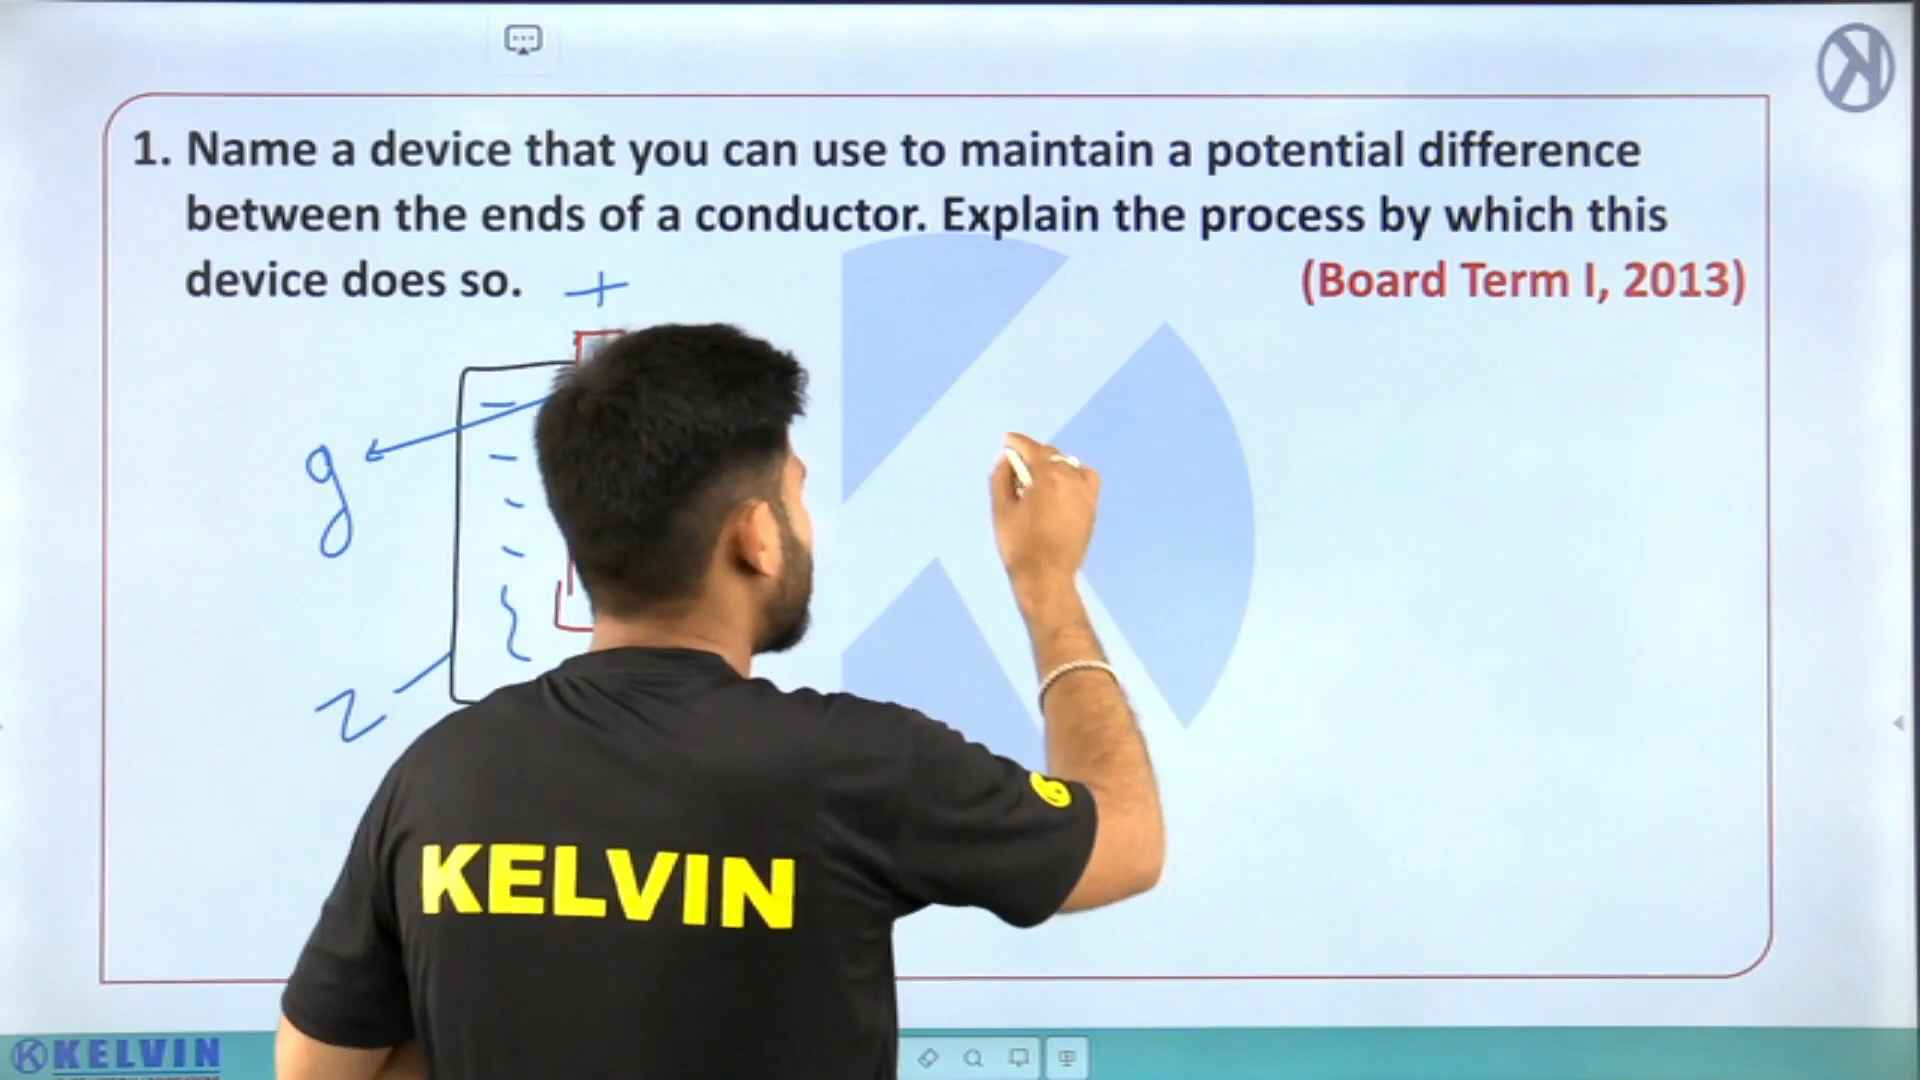 1. Name a device that you can use to maintain a potential difference
between the ends of a conductor. Explain the process by which this
device does so.
(Board Term I, 2013)
+
g
z
KELVIN
KELVIN